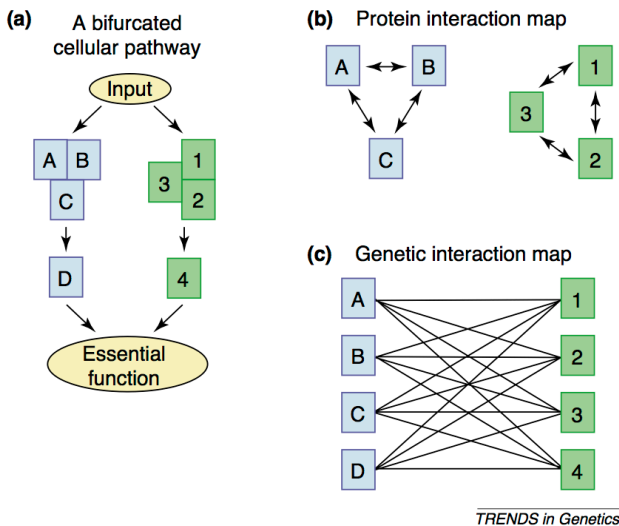 (a) A bifurcated
cellular pathway
Input
A B
C
3 1
2
D
4
Essential
function
(b) Protein interaction map
A B
C
1
3
2
(c) Genetic interaction map
A 1
B 2
C 3
D 4
TRENDS in Genetics